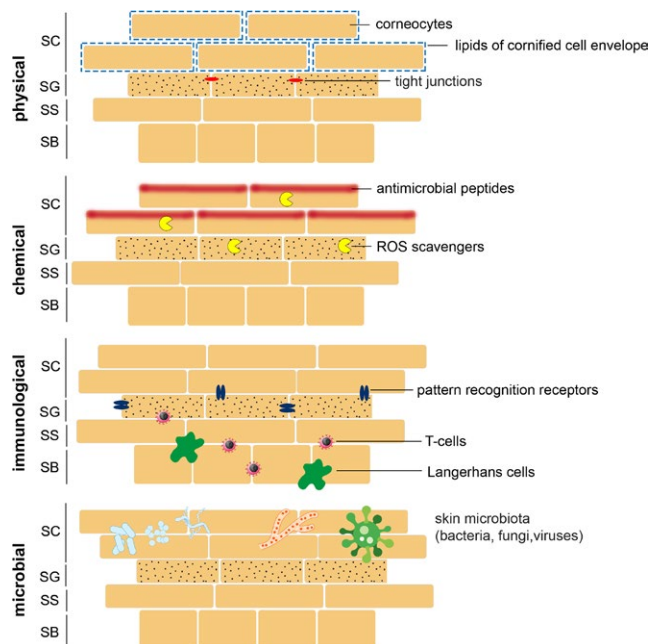 physical
SC
SG
SS
SB
corneocytes
lipids of cornified cell envelope
tight junctions
chemical
SC
SG
SS
SB
antimicrobial peptides
ROS scavengers
immunological
SC
SG
SS
SB
pattern recognition receptors
T-cells
Langerhans cells
microbial
SC
SG
SS
SB
skin microbiota
(bacteria, fungi,viruses)